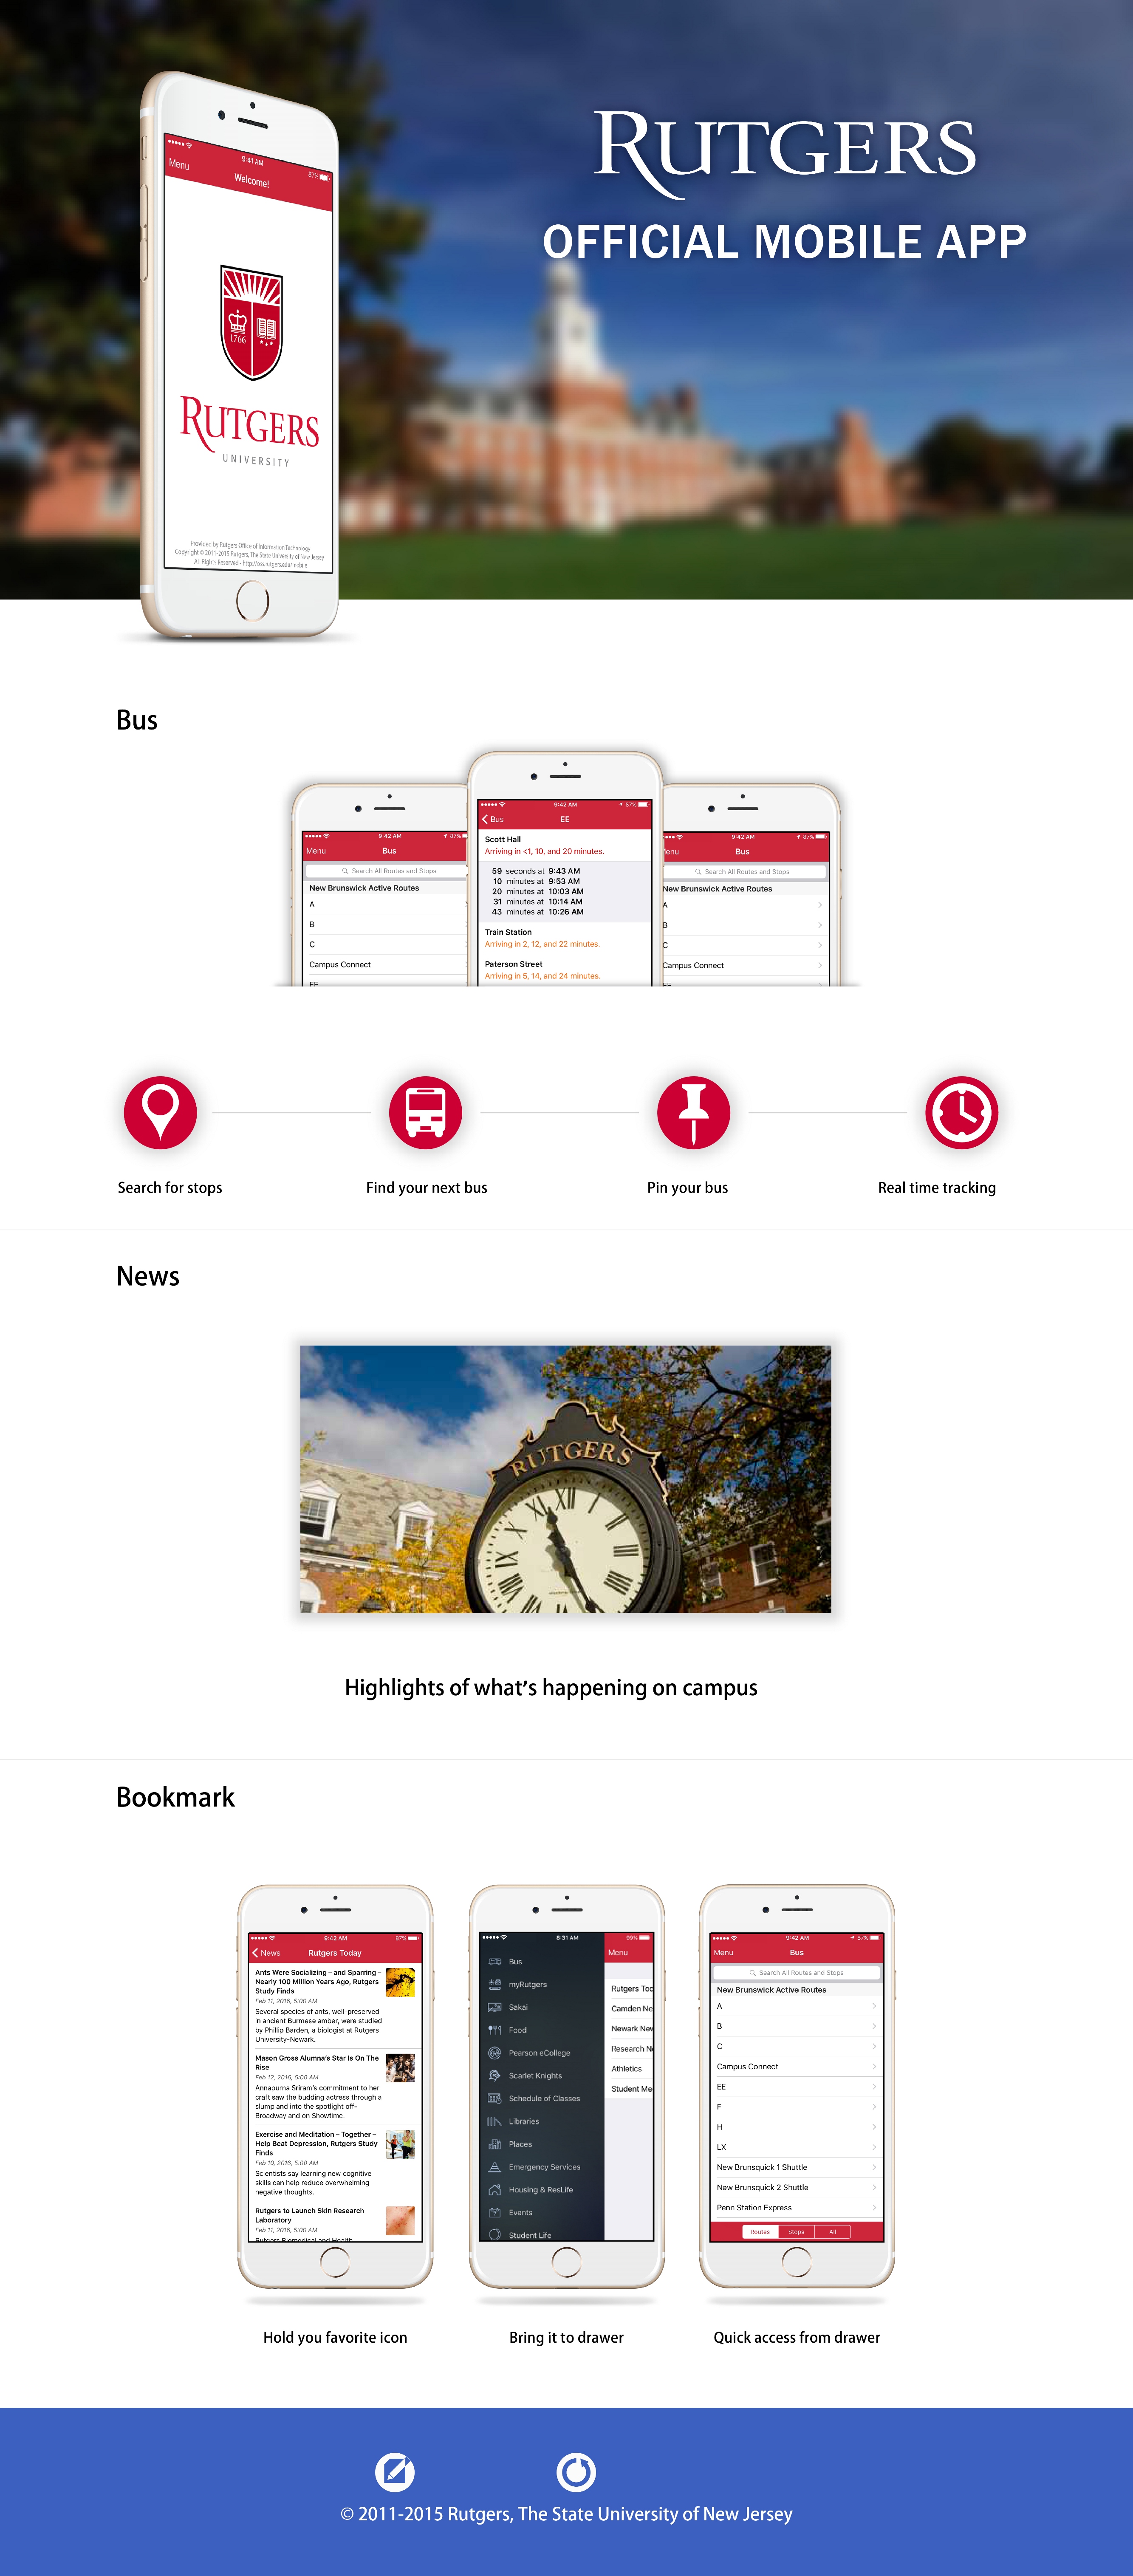 RUTGERS
OFFICIAL MOBILE APP
9:41 AM
87%
Menu
Welcome!
1766
RUTGERS
UNIVERSITY
Provided by Rutgers Office of Information Technology
Copyright © 2011-2015 Rutgers, The State University of New Jersey
All Rights Reserved • http://oss.rutgers.edu/mobile
Bus
9:42 AM 87%
Menu Bus
Search All Routes and Stops
New Brunswick Active Routes
A
B
C
Campus Connect
EE
9:42 AM 87%
Bus EE
Scott Hall
Arriving in <1, 10, and 20 minutes.
59 seconds at 9:43 AM
10 minutes at 9:53 AM
20 minutes at 10:03 AM
31 minutes at 10:14 AM
43 minutes at 10:26 AM
Train Station
Arriving in 2, 12, and 22 minutes.
Paterson Street
Arriving in 5, 14, and 24 minutes.
9:42 AM 87%
enu Bus
Search All Routes and Stops
New Brunswick Active Routes
A
B
C
Campus Connect
EE
Search for stops
Find your next bus
Pin your bus
Real time tracking
News
RUTGERS
Highlights of what's happening on campus
Bookmark
9:42 AM 87%
News Rutgers Today
Ants Were Socializing – and Sparring –
Nearly 100 Million Years Ago, Rutgers
Study Finds
Feb 11, 2016, 5:00 AM
Several species of ants, well-preserved
in ancient Burmese amber, were studied
by Phillip Barden, a biologist at Rutgers
University-Newark.
Mason Gross Alumna's Star Is On The
Rise
Feb 12, 2016, 5:00 AM
Annapurna Sriram's commitment to her
craft saw the budding actress through a
slump and into the spotlight off-
Broadway and on Showtime.
Exercise and Meditation – Together –
Help Beat Depression, Rutgers Study
Finds
Feb 10, 2016, 5:00 AM
Scientists say learning new cognitive
skills can help reduce overwhelming
negative thoughts.
Rutgers to Launch Skin Research
Laboratory
Feb 11, 2016, 5:00 AM
Rutgers Biomedical and Health
8:31 AM 99%
Menu
Bus
myRutgers
Sakai
Food
Pearson eCollege
Scarlet Knights
Schedule of Classes
Libraries
Places
Emergency Services
Housing & ResLife
Events
Student Life
Rutgers Tod
Camden Ne
Newark New
Research Ne
Athletics
Student Me
9:42 AM 87%
Menu Bus
Search All Routes and Stops
New Brunswick Active Routes
A
B
C
Campus Connect
EE
F
H
LX
New Brunsquick 1 Shuttle
New Brunsquick 2 Shuttle
Penn Station Express
Routes Stops All
Hold you favorite icon
Bring it to drawer
Quick access from drawer
© 2011-2015 Rutgers, The State University of New Jersey